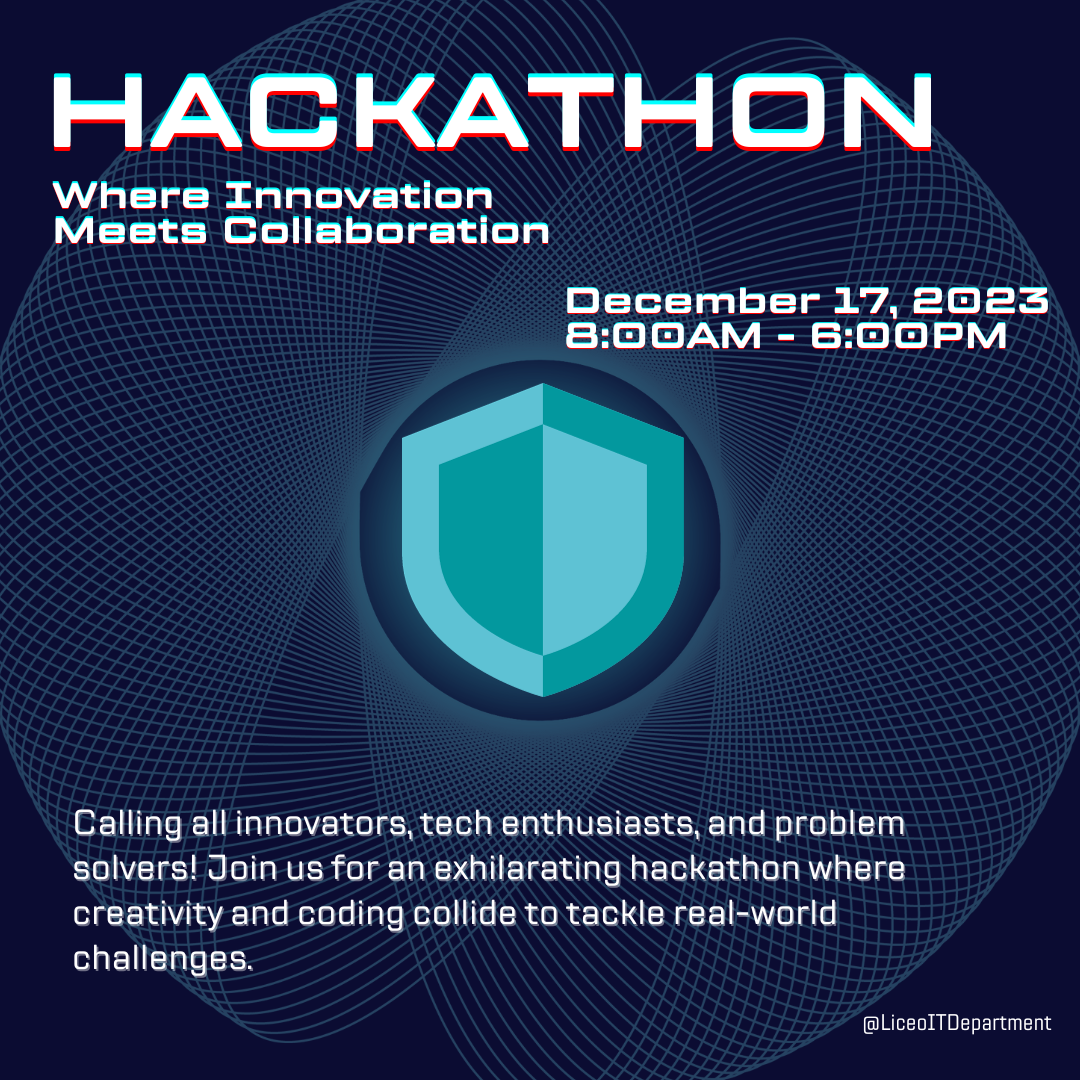 HACKATHON
Where Innovation
Meets Collaboration
December 17, 2023
8:00AM - 6:00PM
Calling all innovators, tech enthusiasts, and problem
solvers! Join us for an exhilarating hackathon where
creativity and coding collide to tackle real-world
challenges.
@LiceoITDepartment